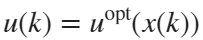 u(k) = u^opt(x(k))